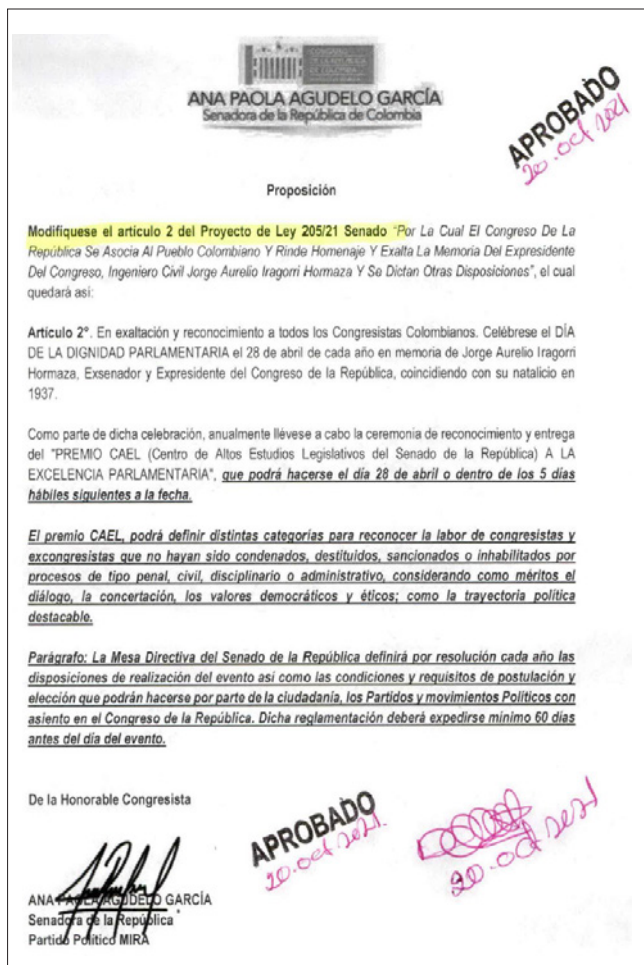 CONGRESO
DE LA REPÚBLICA
DE COLOMBIA
ANA PAOLA AGUDELO GARCÍA
Senadora de la República de Colombia
APROBADO
20-oct 2021
Proposición
Modifíquese el artículo 2 del Proyecto de Ley 205/21 Senado "Por La Cual El Congreso De La
República Se Asocia Al Pueblo Colombiano Y Rinde Homenaje Y Exalta La Memoria Del Expresidente
Del Congreso, Ingeniero Civil Jorge Aurelio Iragorri Hormaza Y Se Dictan Otras Disposiciones", el cual
quedará así:
Artículo 2°. En exaltación y reconocimiento a todos los Congresistas Colombianos. Celébrese el DÍA
DE LA DIGNIDAD PARLAMENTARIA el 28 de abril de cada año en memoria de Jorge Aurelio Iragorri
Hormaza, Exsenador y Expresidente del Congreso de la República, coincidiendo con su natalicio en
1937.
Como parte de dicha celebración, anualmente llévese a cabo la ceremonia de reconocimiento y entrega
del "PREMIO CAEL (Centro de Altos Estudios Legislativos del Senado de la República) A LA
EXCELENCIA PARLAMENTARIA", que podrá hacerse el día 28 de abril o dentro de los 5 días
hábiles siguientes a la fecha.
El premio CAEL, podrá definir distintas categorías para reconocer la labor de congresistas y
excongresistas que no hayan sido condenados, destituidos, sancionados o inhabilitados por
procesos de tipo penal, civil, disciplinario o administrativo, considerando como méritos el
diálogo, la concertación, los valores democráticos y éticos; como la trayectoria política
destacable.
Parágrafo: La Mesa Directiva del Senado de la República definirá por resolución cada año las
disposiciones de realización del evento así como las condiciones y requisitos de postulación y
elección que podrán hacerse por parte de la ciudadanía, los Partidos y movimientos Políticos con
asiento en el Congreso de la República. Dicha reglamentación deberá expedirse mínimo 60 días
antes del día del evento.
De la Honorable Congresista
APROBADO
20-oct 2021.
20-oct 2021
ANA PAOLA AGUDELO GARCÍA
Senadora de la República
Partido Político MIRA